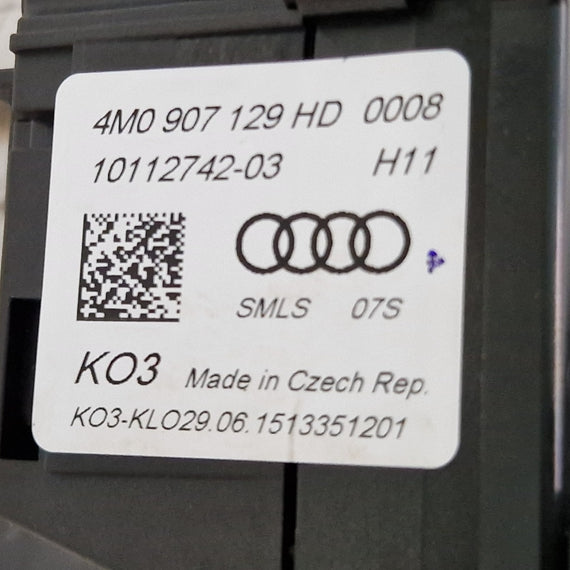 4M0 907 129 HD 0008
10112742-03 H11
SMLS 07S
KO3 Made in Czech Rep.
KO3-KLO29.06.1513351201